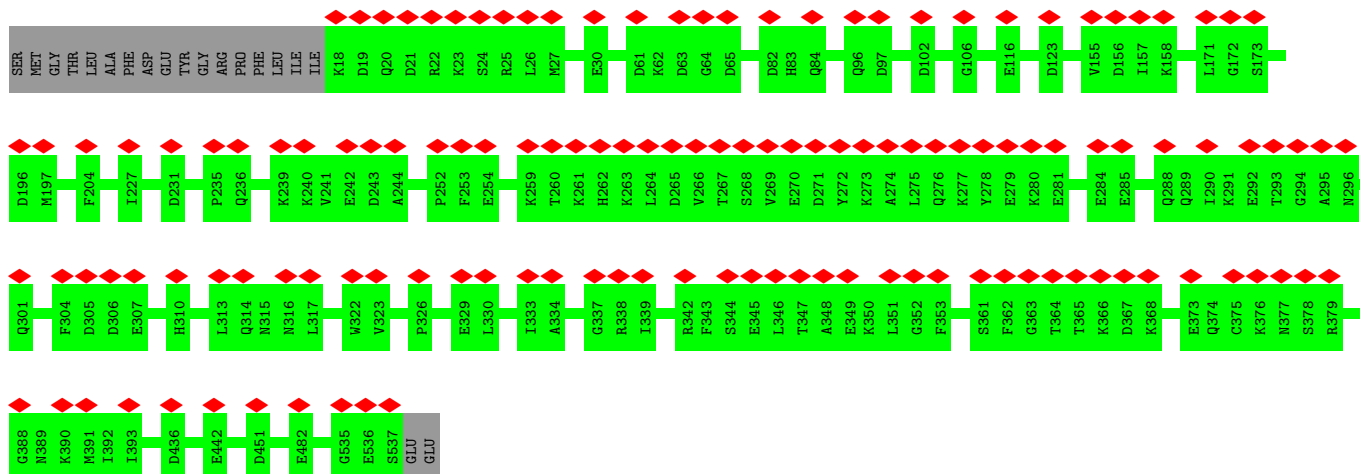 SER MET GLY THR LEU ALA PHE ASP GLU TYR GLY ARG PRO PHE LEU ILE ILE K18 D19 Q20 D21 R22 K23 S24 R25 L26 M27 E30 D61 K62 D63 G64 D65 D82 H83 Q84 Q96 D97 D102 G106 E116 D123 V155 D156 I157 K158 L171 G172 S173
D196 M197 F204 I227 D231 P235 Q236 K239 K240 V241 E242 D243 A244 P252 F253 E254 K259 T260 K261 H262 K263 L264 D265 V266 T267 S268 V269 E270 D271 Y272 K273 A274 L275 Q276 K277 Y278 E279 K280 E281 E284 E285 Q288 Q289 I290 K291 E292 T293 G294 A295 N296
Q301 F304 D305 D306 E307 H310 L313 Q314 N315 N316 L317 W322 V323 P326 E329 L330 I333 A334 G337 R338 I339 R342 F343 S344 E345 L346 T347 A348 E349 K350 L351 G352 F353 S361 F362 G363 T364 T365 K366 D367 K368 E373 Q374 C375 K376 N377 S378 R379
G388 N389 K390 M391 I392 I393 D436 E442 D451 E482 G535 E536 S537 GLU GLU